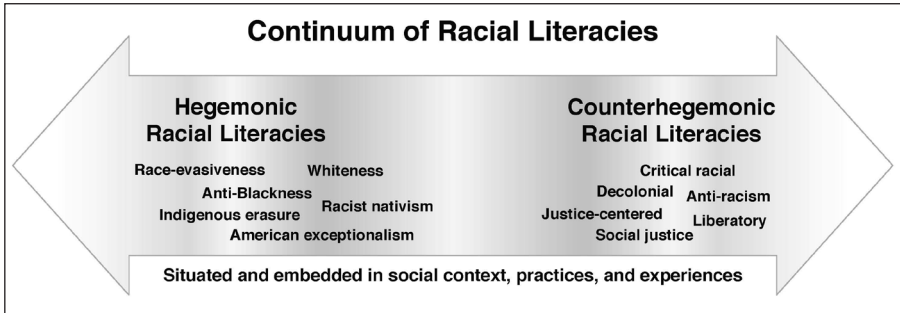 Continuum of Racial Literacies
Hegemonic
Racial Literacies
Race-evasiveness
Whiteness
Anti-Blackness
Racist nativism
Indigenous erasure
American exceptionalism
Counterhegemonic
Racial Literacies
Critical racial
Decolonial
Anti-racism
Justice-centered
Liberatory
Social justice
Situated and embedded in social context, practices, and experiences